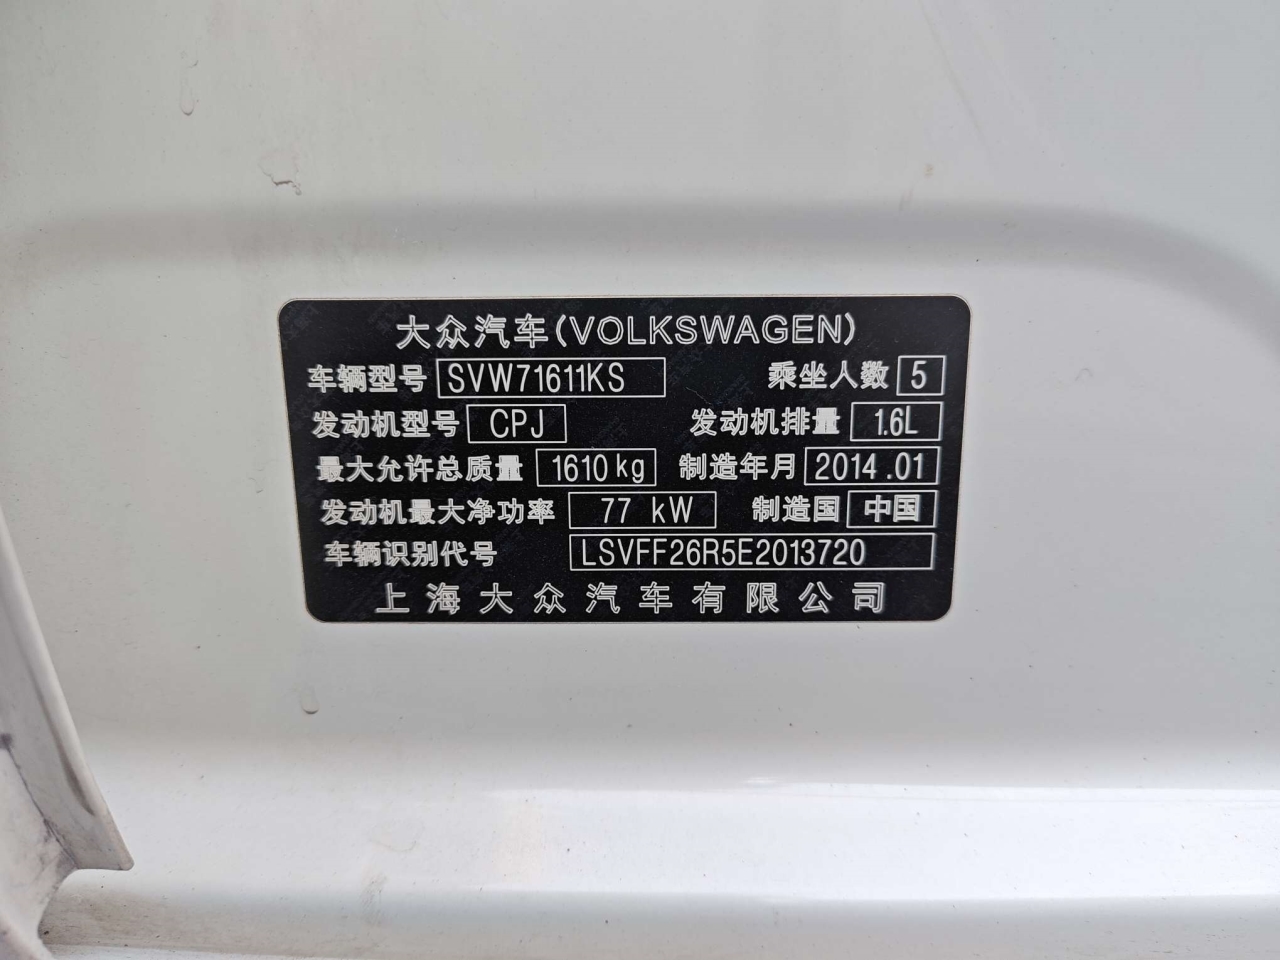 大众汽车(VOLKSWAGEN)
车辆型号 SVW71611KS 乘坐人数 5
发动机型号 CPJ 发动机排量 1.6L
最大允许总质量 1610kg 制造年月 2014.01
发动机最大净功率 77 kW 制造国 中国
车辆识别代号 LSVFF26R5E2013720
上海大众汽车有限公司